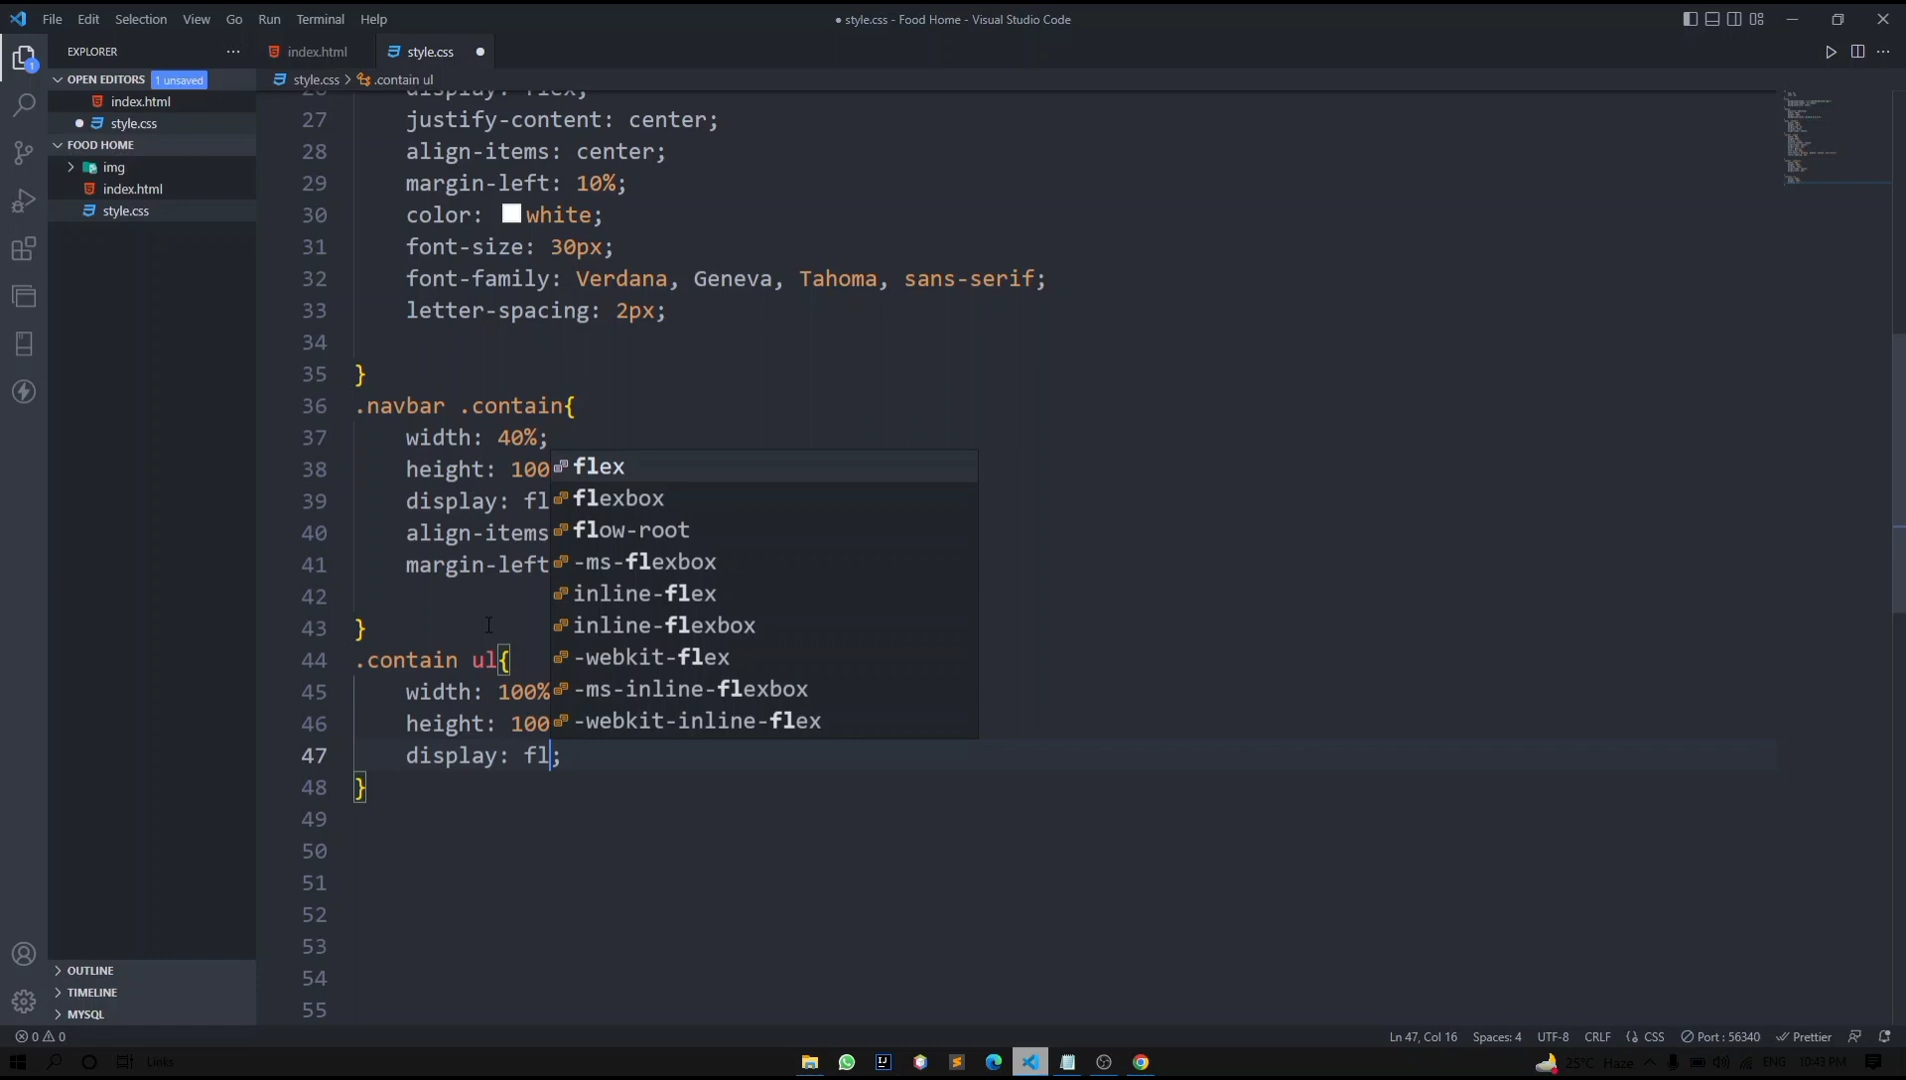 File Edit Selection View Go Run Terminal Help
● style.css - Food Home - Visual Studio Code
EXPLORER
OPEN EDITORS 1 unsaved
index.html
style.css
FOOD HOME
img
index.html
style.css
OUTLINE
TIMELINE
MYSQL
1
index.html style.css
style.css > .contain ul
26 display: flex;
27 justify-content: center;
28 align-items: center;
29 margin-left: 10%;
30 color: white;
31 font-size: 30px;
32 font-family: Verdana, Geneva, Tahoma, sans-serif;
33 letter-spacing: 2px;
34
35 }
36 .navbar .contain{
37 width: 40%;
38 height: 100
39 display: fl
40 align-items
41 margin-left
42
43 }
44 .contain ul{
45 width: 100%
46 height: 100
47 display: fl;
48 }
49
50
51
52
53
54
55
flex
flexbox
flow-root
-ms-flexbox
inline-flex
inline-flexbox
-webkit-flex
-ms-inline-flexbox
-webkit-inline-flex
0 0
Ln 47, Col 16 Spaces: 4 UTF-8 CRLF {} CSS Port : 56340 Prettier
Links
25°C Haze ENG 10:43 PM